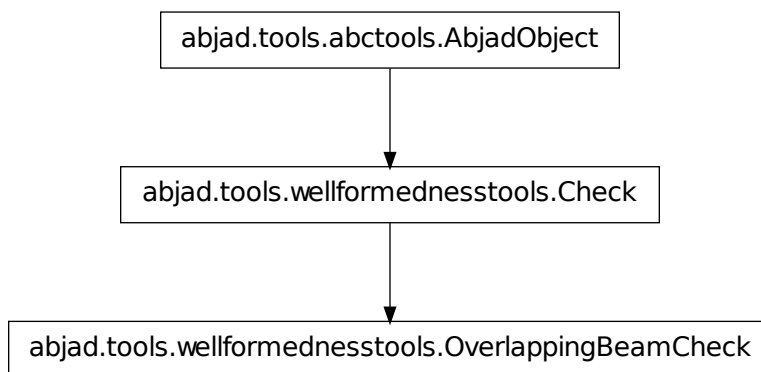 abjad.tools.abctools.AbjadObject
abjad.tools.wellformednesstools.Check
abjad.tools.wellformednesstools.OverlappingBeamCheck